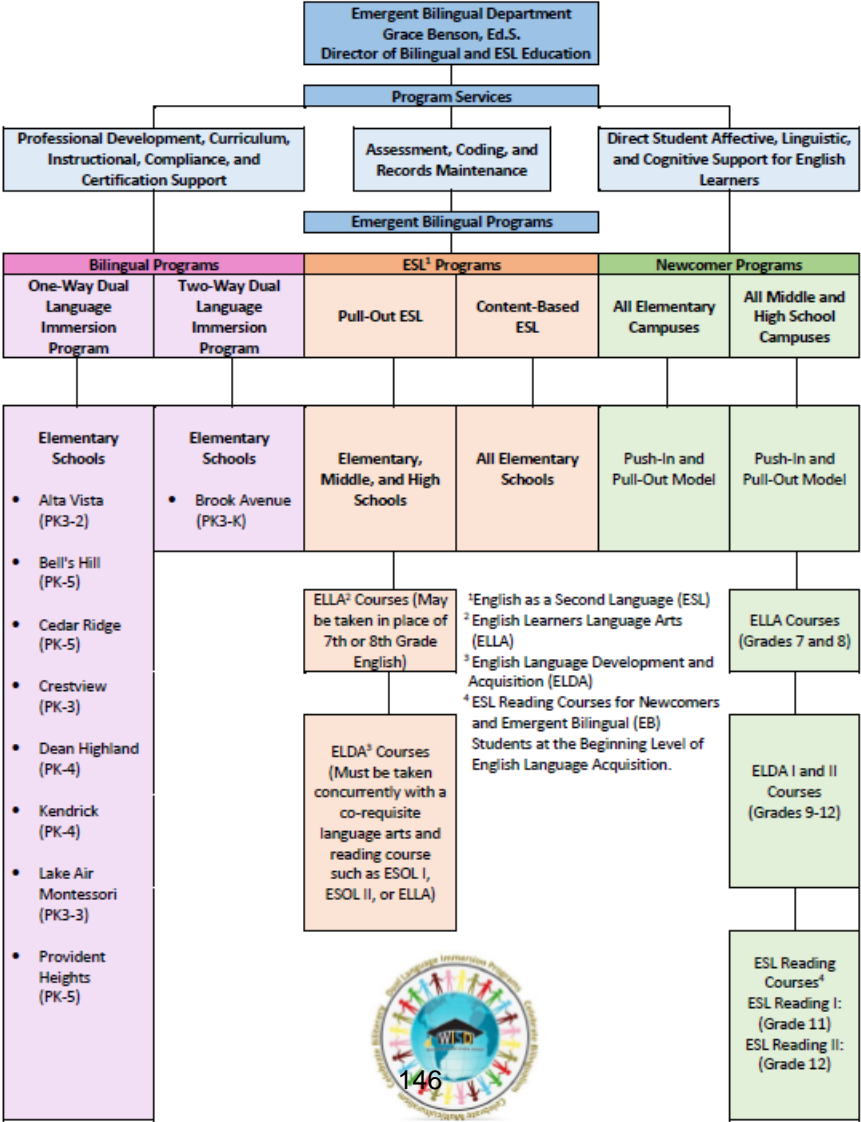 Emergent Bilingual Department
Grace Benson, Ed.S.
Director of Bilingual and ESL Education
Program Services
Professional Development, Curriculum,
Instructional, Compliance, and
Certification Support
Assessment, Coding, and
Records Maintenance
Direct Student Affective, Linguistic,
and Cognitive Support for English
Learners
Emergent Bilingual Programs
Bilingual Programs
ESL¹ Programs
Newcomer Programs
One-Way Dual
Language
Immersion
Program
Two-Way Dual
Language
Immersion
Program
Pull-Out ESL
Content-Based
ESL
All Elementary
Campuses
All Middle and
High School
Campuses
Elementary
Schools
• Alta Vista
(PK3-2)
• Bell's Hill
(PK-5)
• Cedar Ridge
(PK-5)
• Crestview
(PK-3)
• Dean Highland
(PK-4)
• Kendrick
(PK-4)
• Lake Air
Montessori
(PK3-3)
• Provident
Heights
(PK-5)
Elementary
Schools
• Brook Avenue
(PK3-K)
Elementary,
Middle, and High
Schools
ELLA² Courses (May
be taken in place of
7th or 8th Grade
English)
ELDA³ Courses
(Must be taken
concurrently with a
co-requisite
language arts and
reading course
such as ESOL I,
ESOL II, or ELLA)
All Elementary
Schools
¹English as a Second Language (ESL)
² English Learners Language Arts
(ELLA)
³ English Language Development and
Acquisition (ELDA)
⁴ ESL Reading Courses for Newcomers
and Emergent Bilingual (EB)
Students at the Beginning Level of
English Language Acquisition.
Push-In and
Pull-Out Model
Push-In and
Pull-Out Model
ELLA Courses
(Grades 7 and 8)
ELDA I and II
Courses
(Grades 9-12)
ESL Reading
Courses⁴
ESL Reading I:
(Grade 11)
ESL Reading II:
(Grade 12)
Dual Language Immersion Programs
Celebrate Bilingualism
Celebrate Multiculturalism
Celebrate Biliteracy
WISD
146